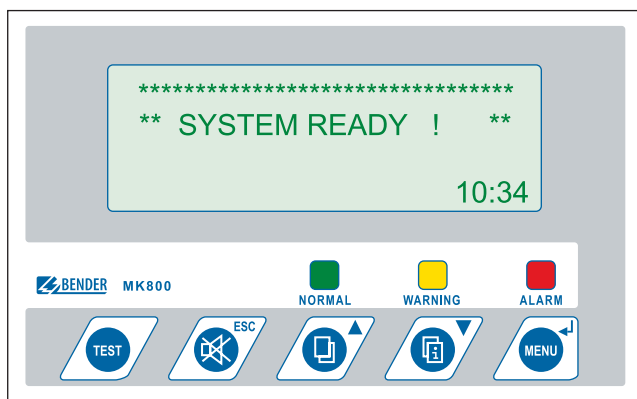 *********************************
** SYSTEM READY ! **
10:34
BENDER MK800
NORMAL WARNING ALARM
TEST ESC i MENU